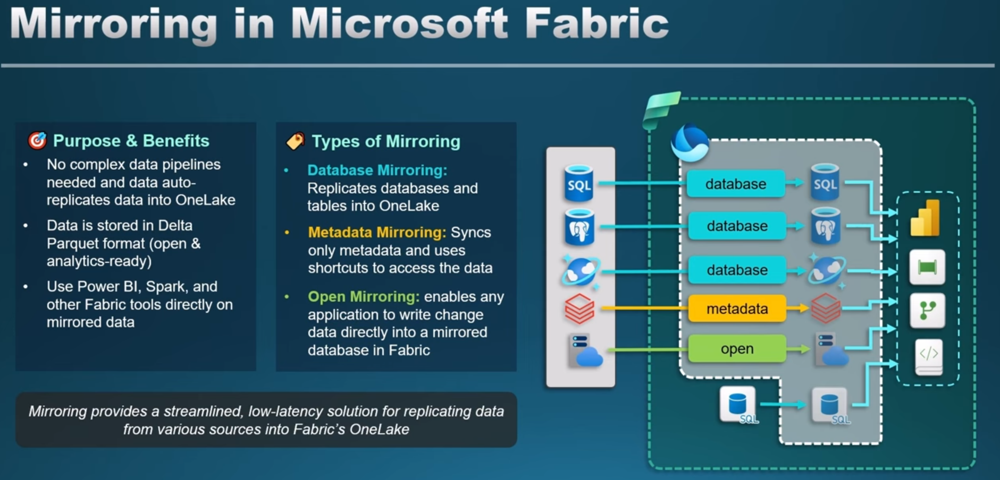 Mirroring in Microsoft Fabric
Purpose & Benefits
• No complex data pipelines
needed and data auto-
replicates data into OneLake
• Data is stored in Delta
Parquet format (open &
analytics-ready)
• Use Power BI, Spark, and
other Fabric tools directly on
mirrored data
Types of Mirroring
• Database Mirroring:
Replicates databases and
tables into OneLake
• Metadata Mirroring: Syncs
only metadata and uses
shortcuts to access the data
• Open Mirroring: enables any
application to write change
data directly into a mirrored
database in Fabric
Mirroring provides a streamlined, low-latency solution for replicating data
from various sources into Fabric's OneLake
SQL
database
SQL
database
database
metadata
open
SQL
SQL